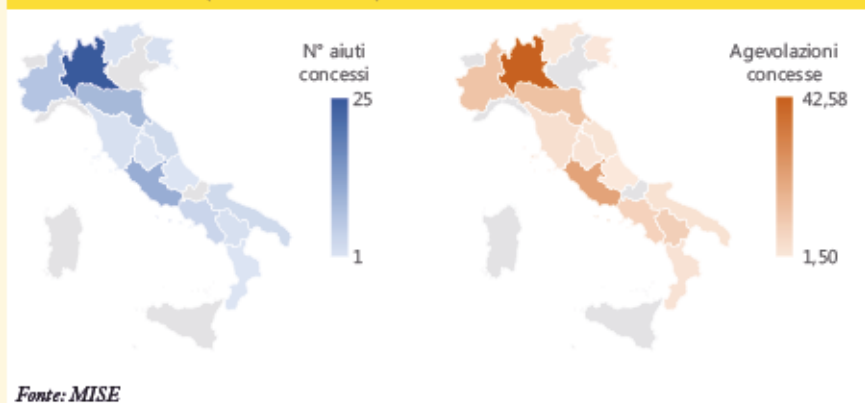 N° aiuti
concessi
25
1
Agevolazioni
concesse
42,58
1,50
Fonte: MISE